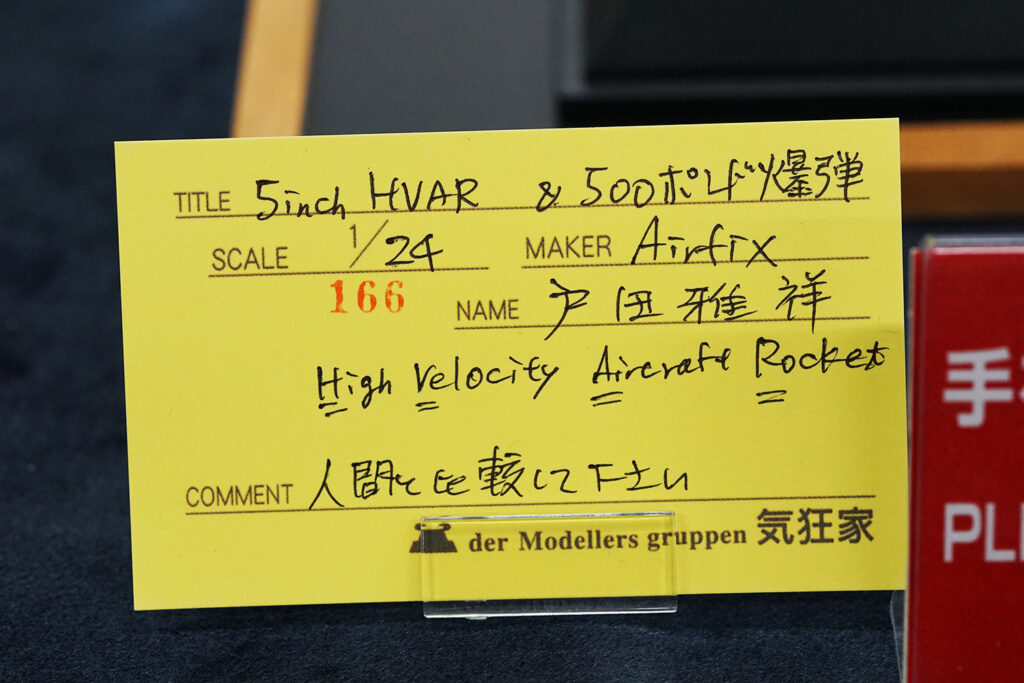 TITLE 5inch HVAR & 500ポンド爆弾
SCALE 1/24 MAKER Airfix
166
NAME 戸田雅祥
High Velocity Aircraft Rocket
COMMENT 人間と比較して下さい
der Modellers gruppen 気狂家
手
PL